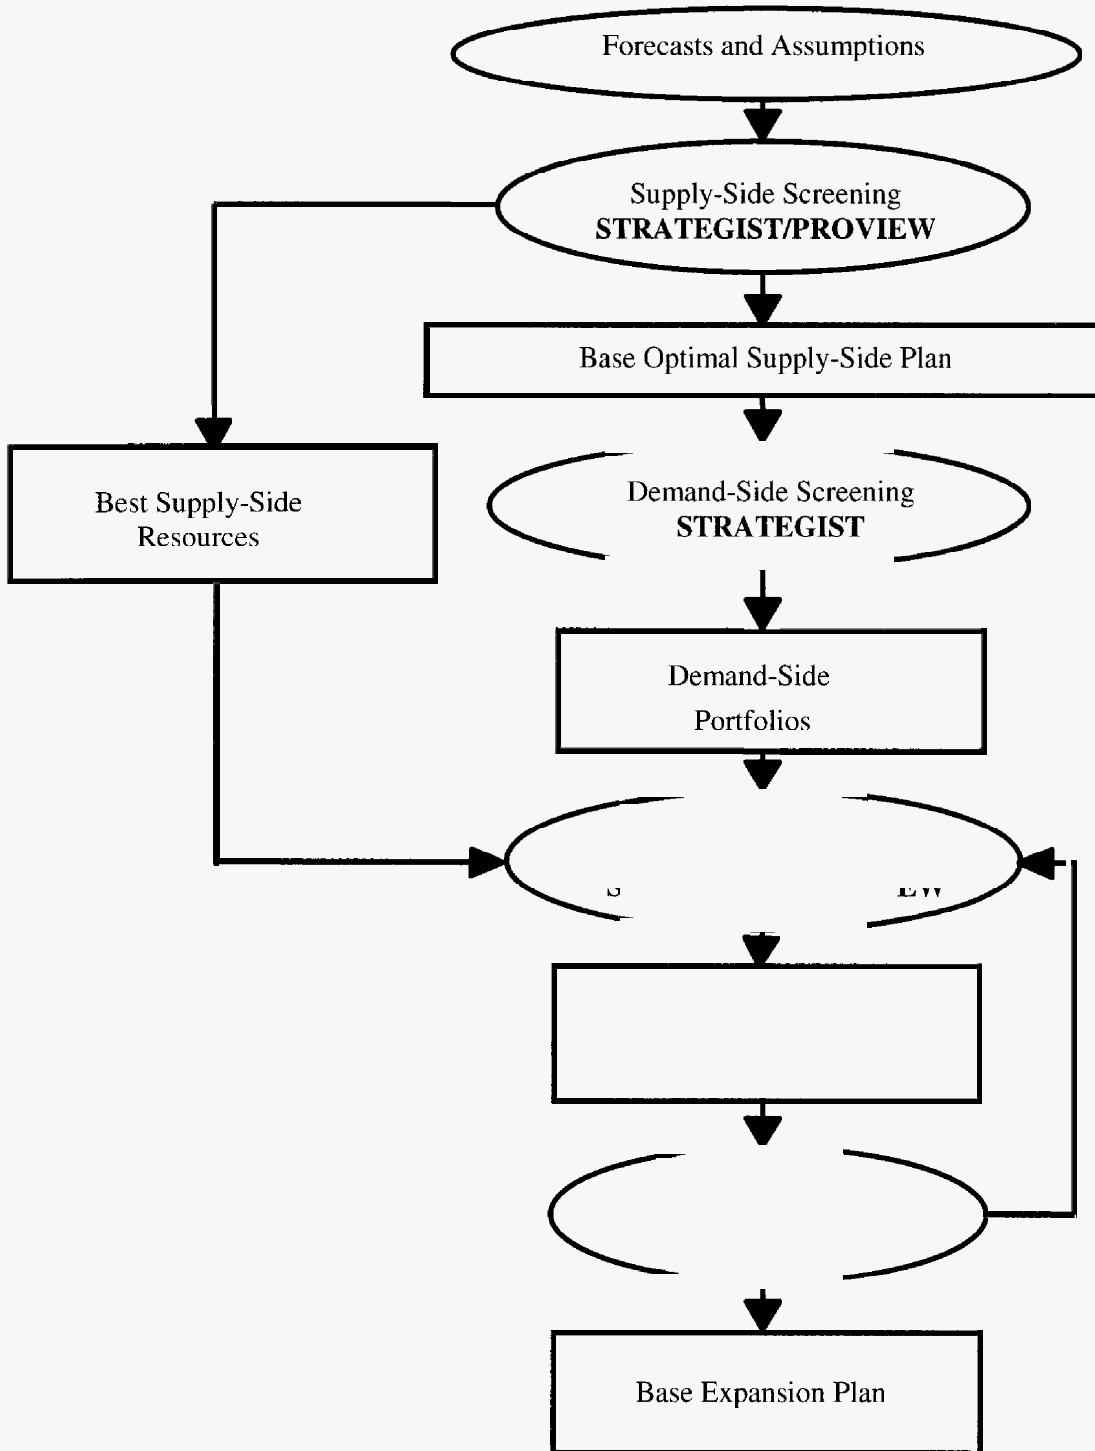 Forecasts and Assumptions
Supply-Side Screening
STRATEGIST/PROVIEW
Base Optimal Supply-Side Plan
Best Supply-Side
Resources
Demand-Side Screening
STRATEGIST
Demand-Side
Portfolios
Base Expansion Plan